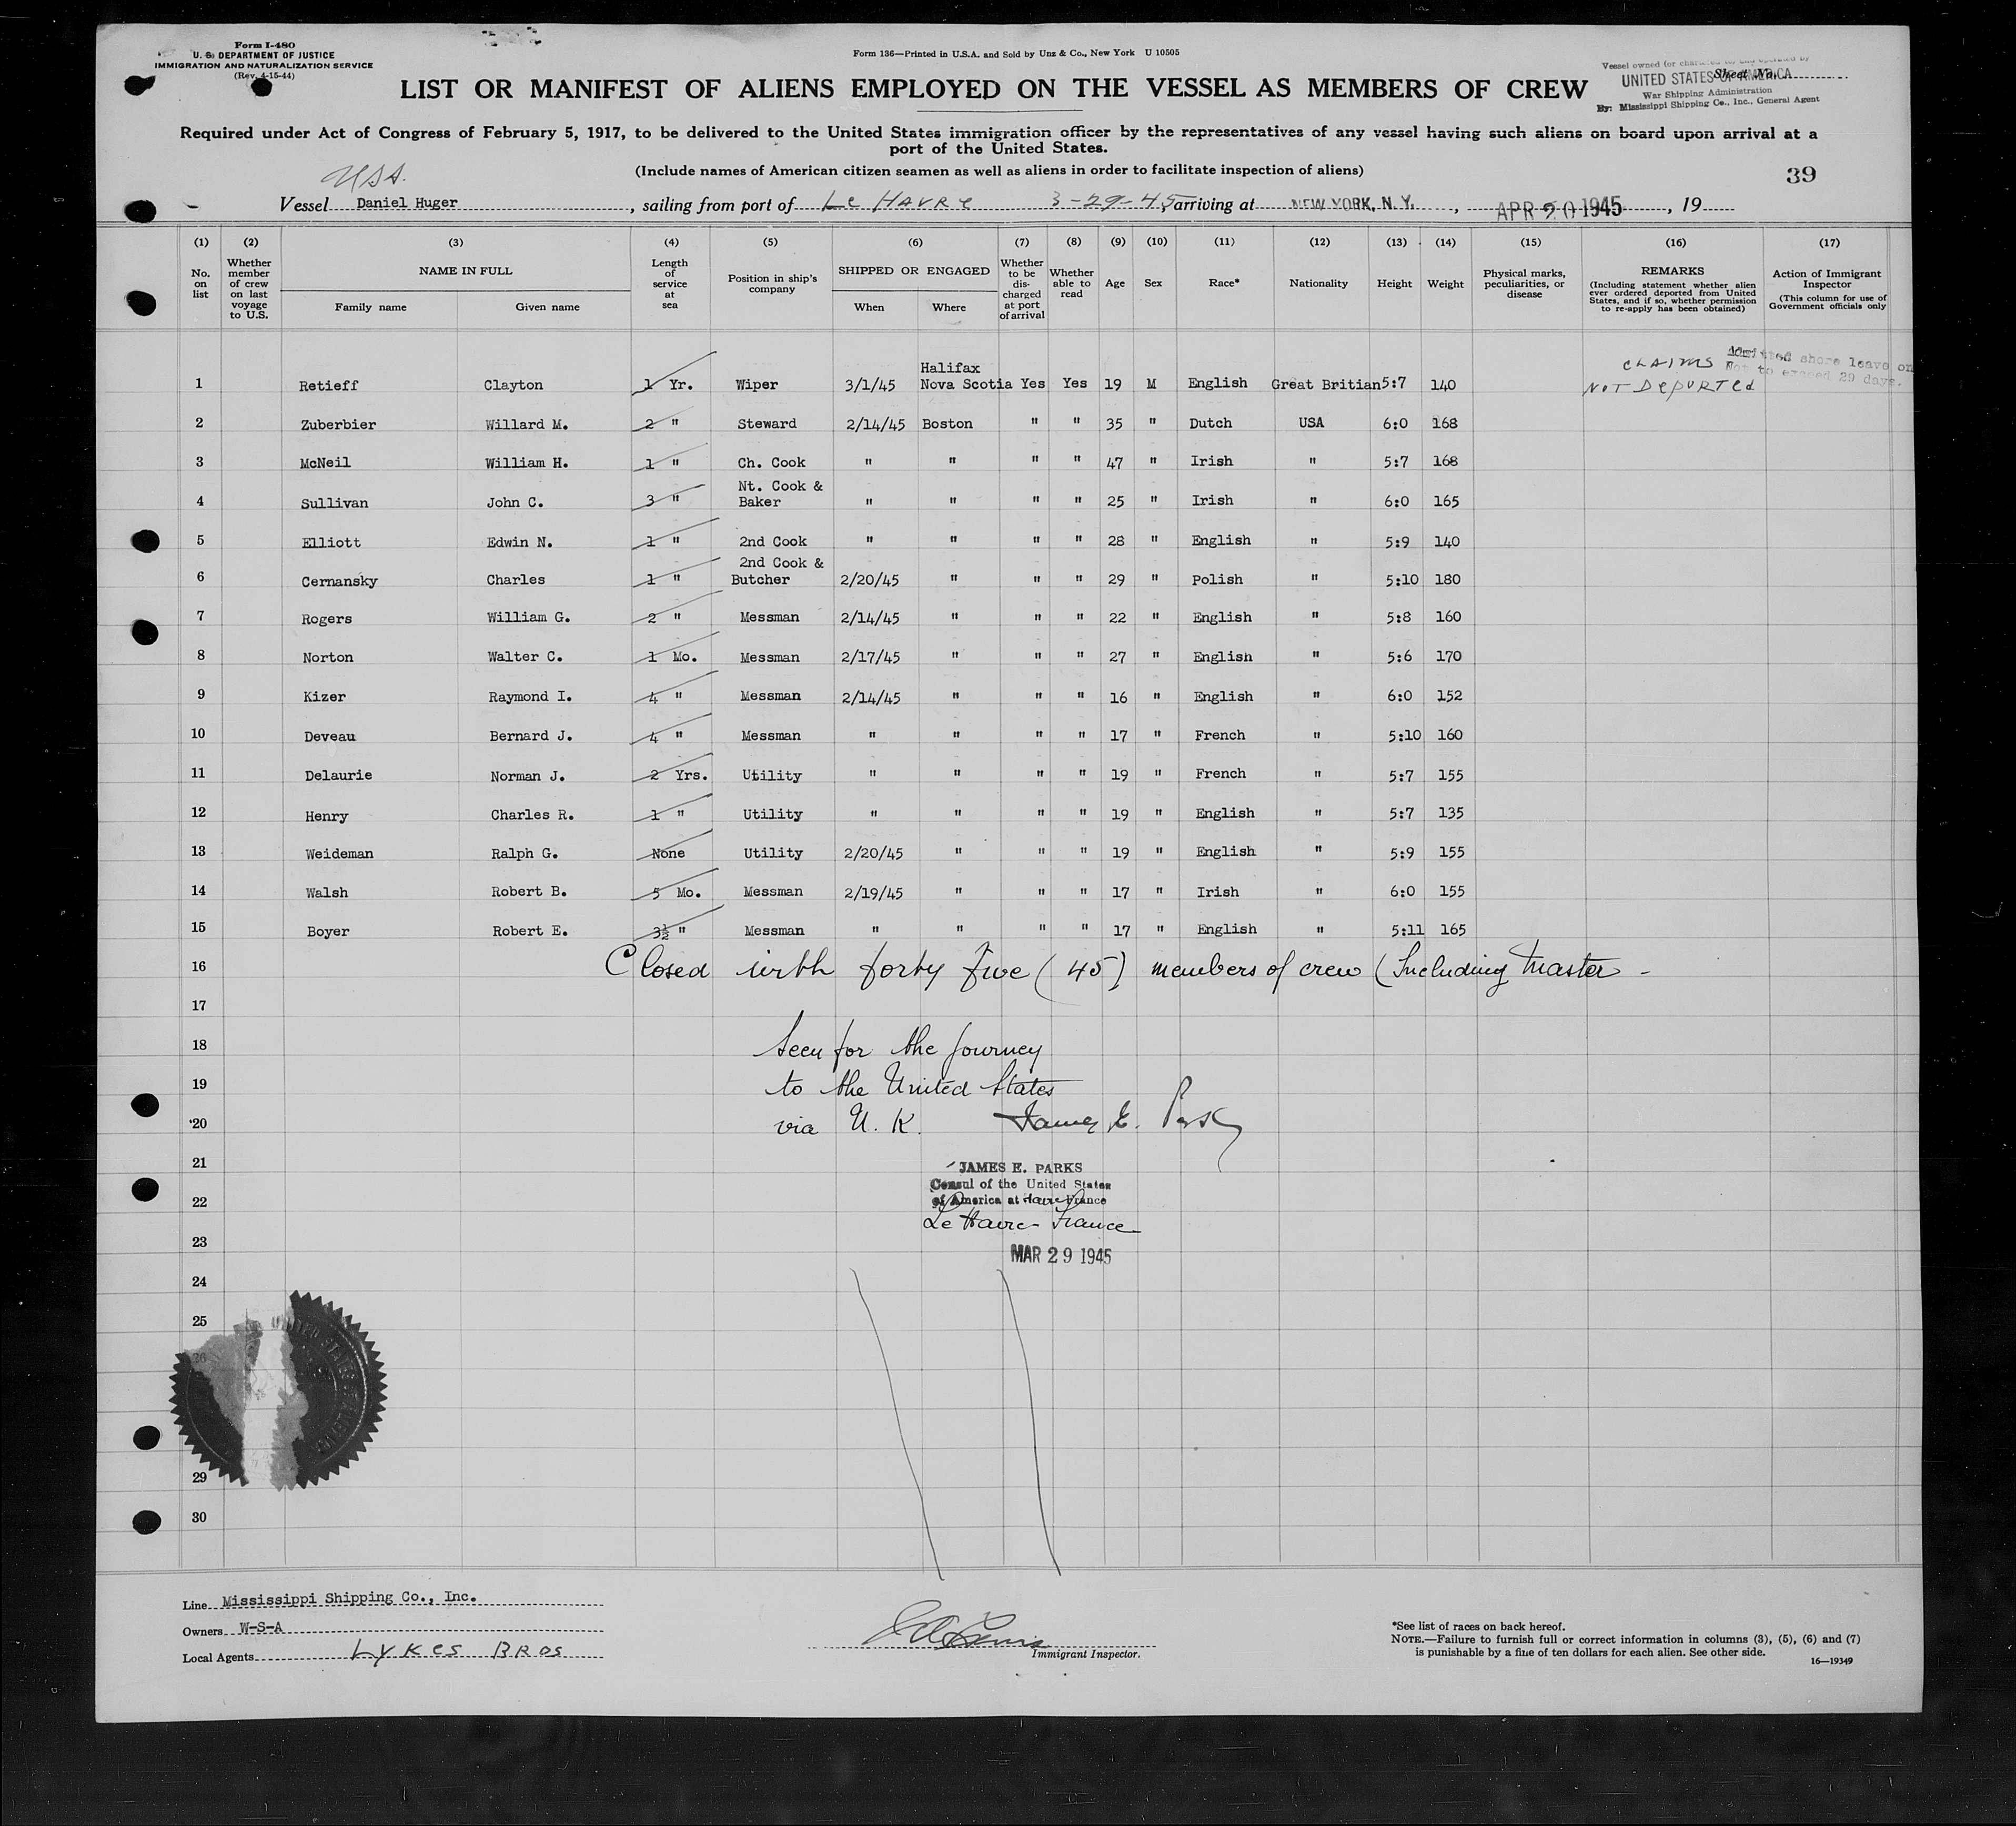 Form I-480
U. S. DEPARTMENT OF JUSTICE
IMMIGRATION AND NATURALIZATION SERVICE
(Rev. 4-15-44)
Form 136—Printed in U.S.A. and Sold by Unz & Co., New York U 10505
LIST OR MANIFEST OF ALIENS EMPLOYED ON THE VESSEL AS MEMBERS OF CREW
Sheet No.
Vessel owned (or chartered by and operated by
UNITED STATES OF AMERICA
War Shipping Administration
By: Mississippi Shipping Co., Inc., General Agent
Required under Act of Congress of February 5, 1917, to be delivered to the United States immigration officer by the representatives of any vessel having such aliens on board upon arrival at a
port of the United States.
(Include names of American citizen seamen as well as aliens in order to facilitate inspection of aliens)
39
USA.
Vessel Daniel Huger, sailing from port of Le HAVRE 3-29-45, arriving at NEW YORK, N. Y., APR 20 1945, 19
(1) (2) (3) (4) (5) (6) (7) (8) (9) (10) (11) (12) (13) (14) (15) (16) (17)
No. on list
Whether member of crew on last voyage to U.S.
NAME IN FULL
Family name Given name
Length of service at sea
Position in ship's company
SHIPPED OR ENGAGED
When Where
Whether to be discharged at port of arrival
Whether able to read
Age
Sex
Race*
Nationality
Height
Weight
Physical marks, peculiarities, or disease
REMARKS
(Including statement whether alien ever ordered deported from United States, and if so, whether permission to re-apply has been obtained)
Action of Immigrant Inspector
(This column for use of Government officials only
1 Retieff Clayton 1 Yr. Wiper 3/1/45 Halifax Nova Scotia Yes Yes 19 M English Great Britian 5:7 140 CLAIMS NOT DEPORTED
Admitted shore leave on
Not to exceed 29 days.
2 Zuberbier Willard M. 2 " Steward 2/14/45 Boston " " 35 " Dutch USA 6:0 168
3 McNeil William H. 1 " Ch. Cook " " " " 47 " Irish " 5:7 168
4 Sullivan John C. 3 " Nt. Cook & Baker " " " " 25 " Irish " 6:0 165
5 Elliott Edwin N. 1 " 2nd Cook " " " " 28 " English " 5:9 140
6 Cernansky Charles 1 " 2nd Cook & Butcher 2/20/45 " " " 29 " Polish " 5:10 180
7 Rogers William G. 2 " Messman 2/14/45 " " " 22 " English " 5:8 160
8 Norton Walter C. 1 Mo. Messman 2/17/45 " " " 27 " English " 5:6 170
9 Kizer Raymond I. 4 " Messman 2/14/45 " " " 16 " English " 6:0 152
10 Deveau Bernard J. 4 " Messman " " " " 17 " French " 5:10 160
11 Delaurie Norman J. 2 Yrs. Utility " " " " 19 " French " 5:7 155
12 Henry Charles R. 1 " Utility " " " " 19 " English " 5:7 135
13 Weideman Ralph G. None Utility 2/20/45 " " " 19 " English " 5:9 155
14 Walsh Robert B. 5 Mo. Messman 2/19/45 " " " 17 " Irish " 6:0 155
15 Boyer Robert E. 3½ " Messman " " " " 17 " English " 5:11 165
16 Closed with forty five (45) members of crew (Including Master -
17
18 Seen for the Journey
19 to the United States
20 via U. K. James E. Parks
21 JAMES E. PARKS
Consul of the United States
22 of America at Havre France
Le Havre - France
23 MAR 29 1945
24
25
26
29
30
Line Mississippi Shipping Co., Inc.
Owners W-S-A
Local Agents LYKES BROS
Immigrant Inspector.
*See list of races on back hereof.
NOTE.—Failure to furnish full or correct information in columns (3), (5), (6) and (7)
is punishable by a fine of ten dollars for each alien. See other side.
16—19349